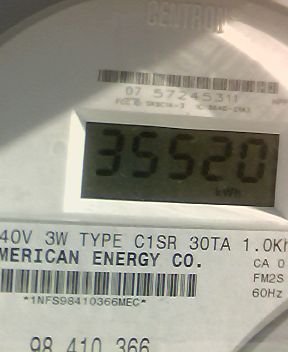 CENTRON
07 57245311
35520
kWh
40V 3W TYPE C1SR 30TA 1.0Kh
MERICAN ENERGY CO.
CA 0
FM2S
60Hz
*1NFS98410366MEC*
98 410 366